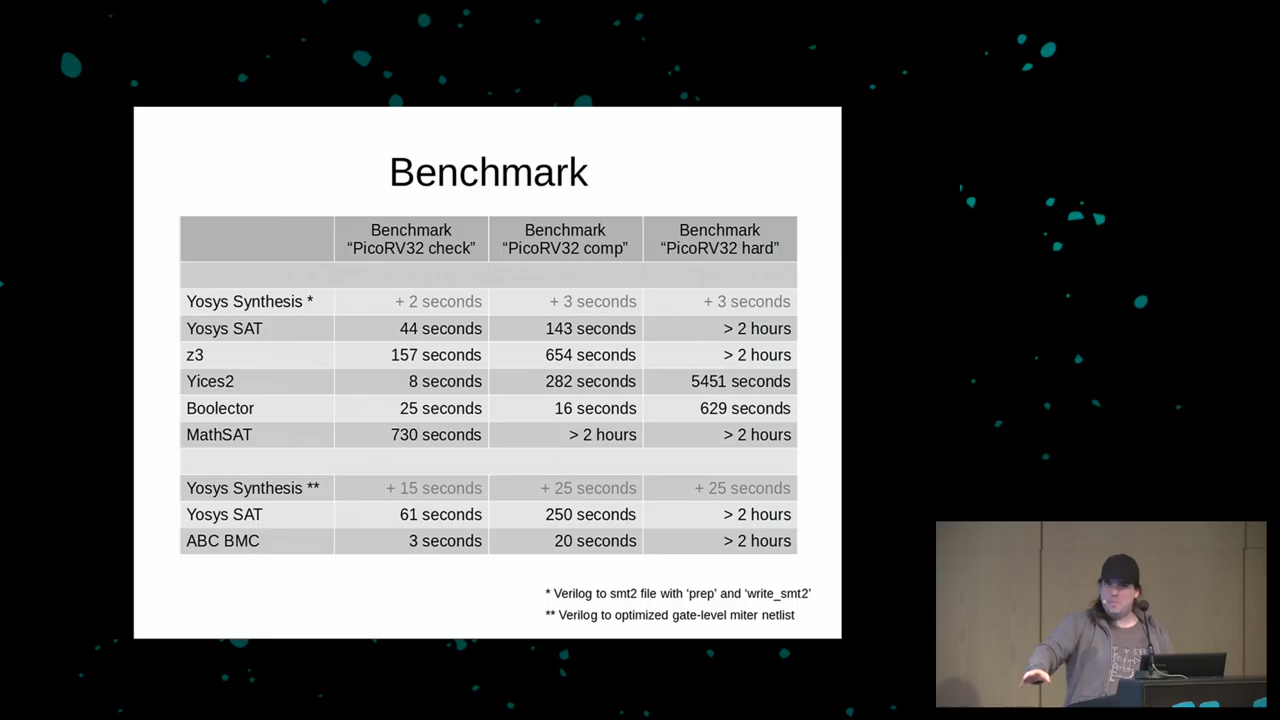 Benchmark
Benchmark "PicoRV32 check" Benchmark "PicoRV32 comp" Benchmark "PicoRV32 hard"
Yosys Synthesis * + 2 seconds + 3 seconds + 3 seconds
Yosys SAT 44 seconds 143 seconds > 2 hours
z3 157 seconds 654 seconds > 2 hours
Yices2 8 seconds 282 seconds 5451 seconds
Boolector 25 seconds 16 seconds 629 seconds
MathSAT 730 seconds > 2 hours > 2 hours
Yosys Synthesis ** + 15 seconds + 25 seconds + 25 seconds
Yosys SAT 61 seconds 250 seconds > 2 hours
ABC BMC 3 seconds 20 seconds > 2 hours
* Verilog to smt2 file with ‘prep’ and ‘write_smt2’
** Verilog to optimized gate-level miter netlist